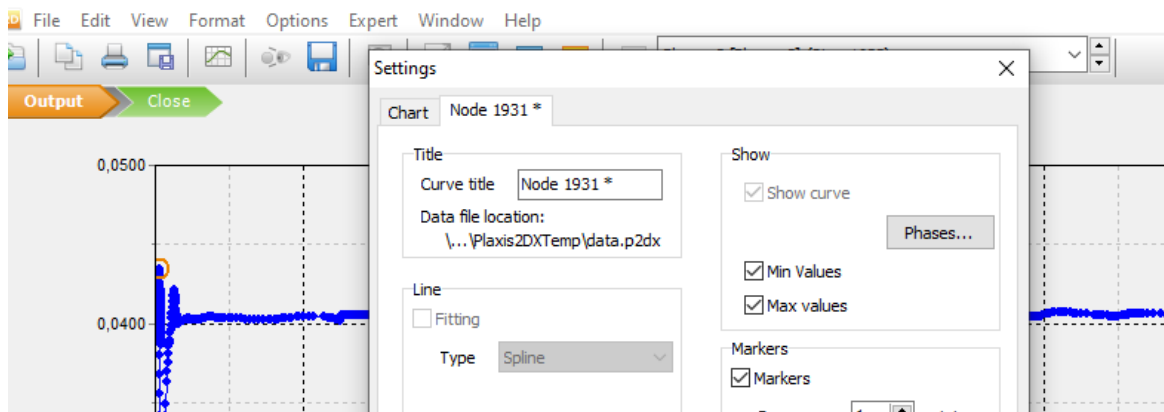 File Edit View Format Options Expert Window Help
Settings
Output Close
Chart Node 1931 *
0,0500
Title
Curve title Node 1931 *
Data file location:
\...\Plaxis2DXTemp\data.p2dx
Show
Show curve
Phases...
Min Values
Max values
Line
Fitting
Type Spline
0,0400
Markers
Markers